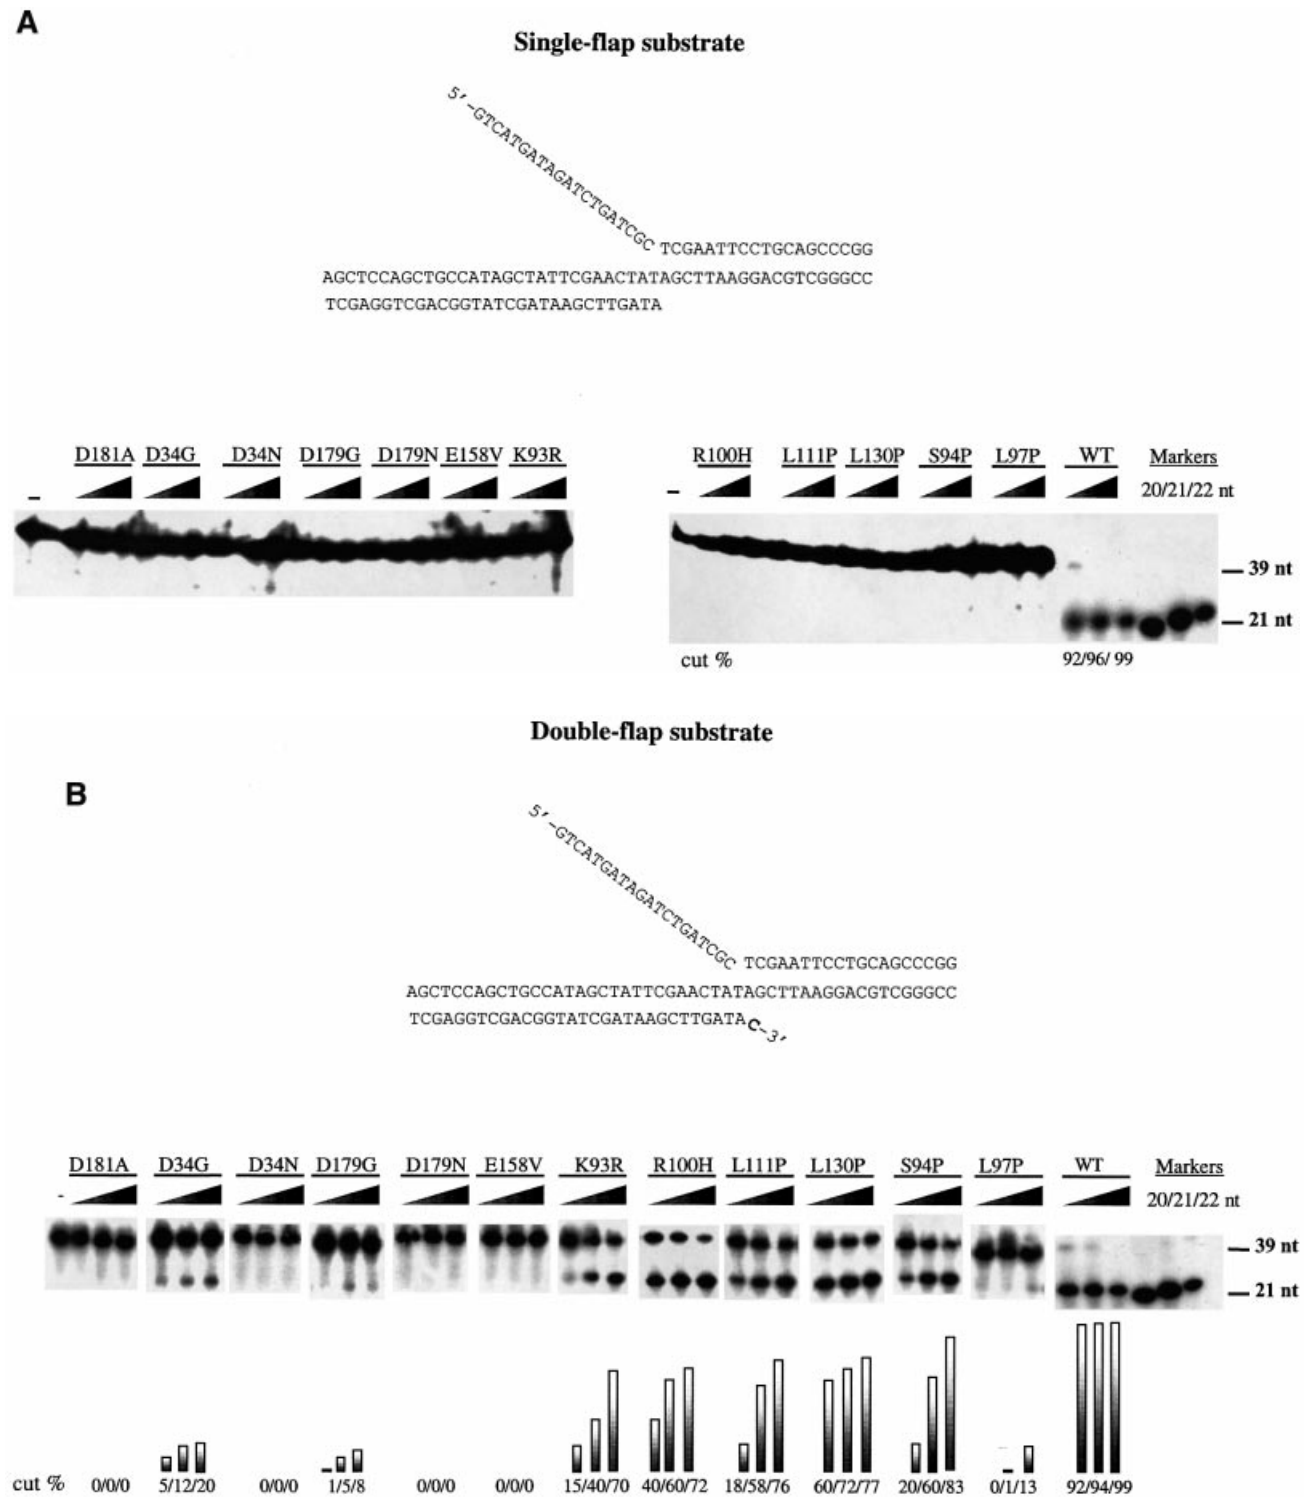 A
Single-flap substrate
5'-GTCATGATAGATCTGATCGC
TCGAATTCCTGCAGCCCGG
AGCTCCAGCTGCCATAGCTATTCGAACTATAGCTTAAGGACGTCGGGCC
TCGAGGTCGACGGTATCGATAAGCTTGATA
D181A D34G D34N D179G D179N E158V K93R
R100H L111P L130P S94P L97P WT Markers
–
– 20/21/22 nt
39 nt
21 nt
cut % 92/96/ 99
Double-flap substrate
B
5'-GTCATGATAGATCTGATCGC
TCGAATTCCTGCAGCCCGG
AGCTCCAGCTGCCATAGCTATTCGAACTATAGCTTAAGGACGTCGGGCC
TCGAGGTCGACGGTATCGATAAGCTTGATAC-3'
D181A D34G D34N D179G D179N E158V K93R R100H L111P L130P S94P L97P WT Markers
- 20/21/22 nt
39 nt
21 nt
cut % 0/0/0 5/12/20 0/0/0 1/5/8 0/0/0 0/0/0 15/40/70 40/60/72 18/58/76 60/72/77 20/60/83 0/1/13 92/94/99